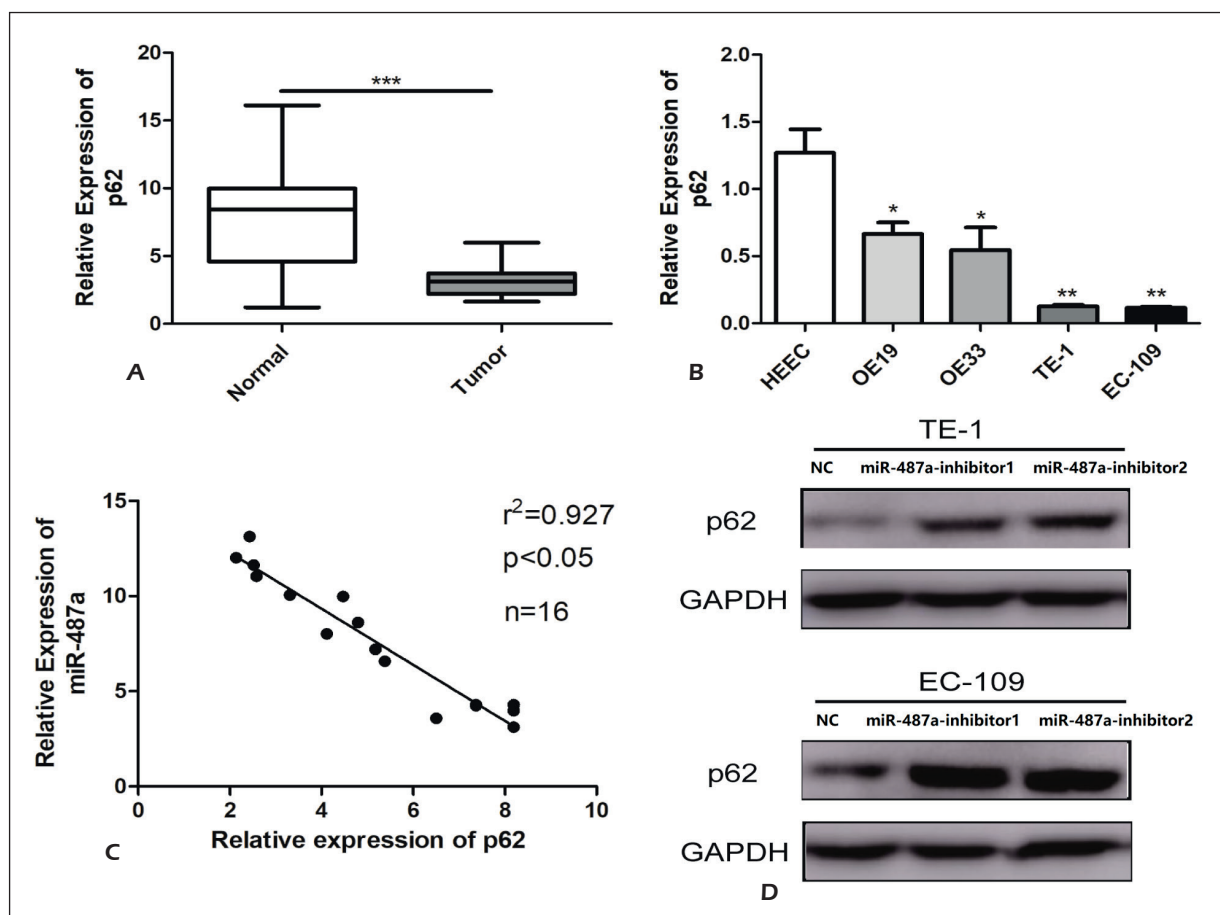 Relative Expression of
p62
20
15
10
5
0
***
Normal
Tumor
A
Relative Expression of
p62
2.0
1.5
1.0
0.5
0.0
*
*
**
**
HEEC
OE19
OE33
TE-1
EC-109
B
Relative Expression of
miR-487a
15
10
5
0
r²=0.927
p<0.05
n=16
0 2 4 6 8 10
Relative expression of p62
C
TE-1
NC miR-487a-inhibitor1 miR-487a-inhibitor2
p62
GAPDH
EC-109
NC miR-487a-inhibitor1 miR-487a-inhibitor2
p62
GAPDH
D